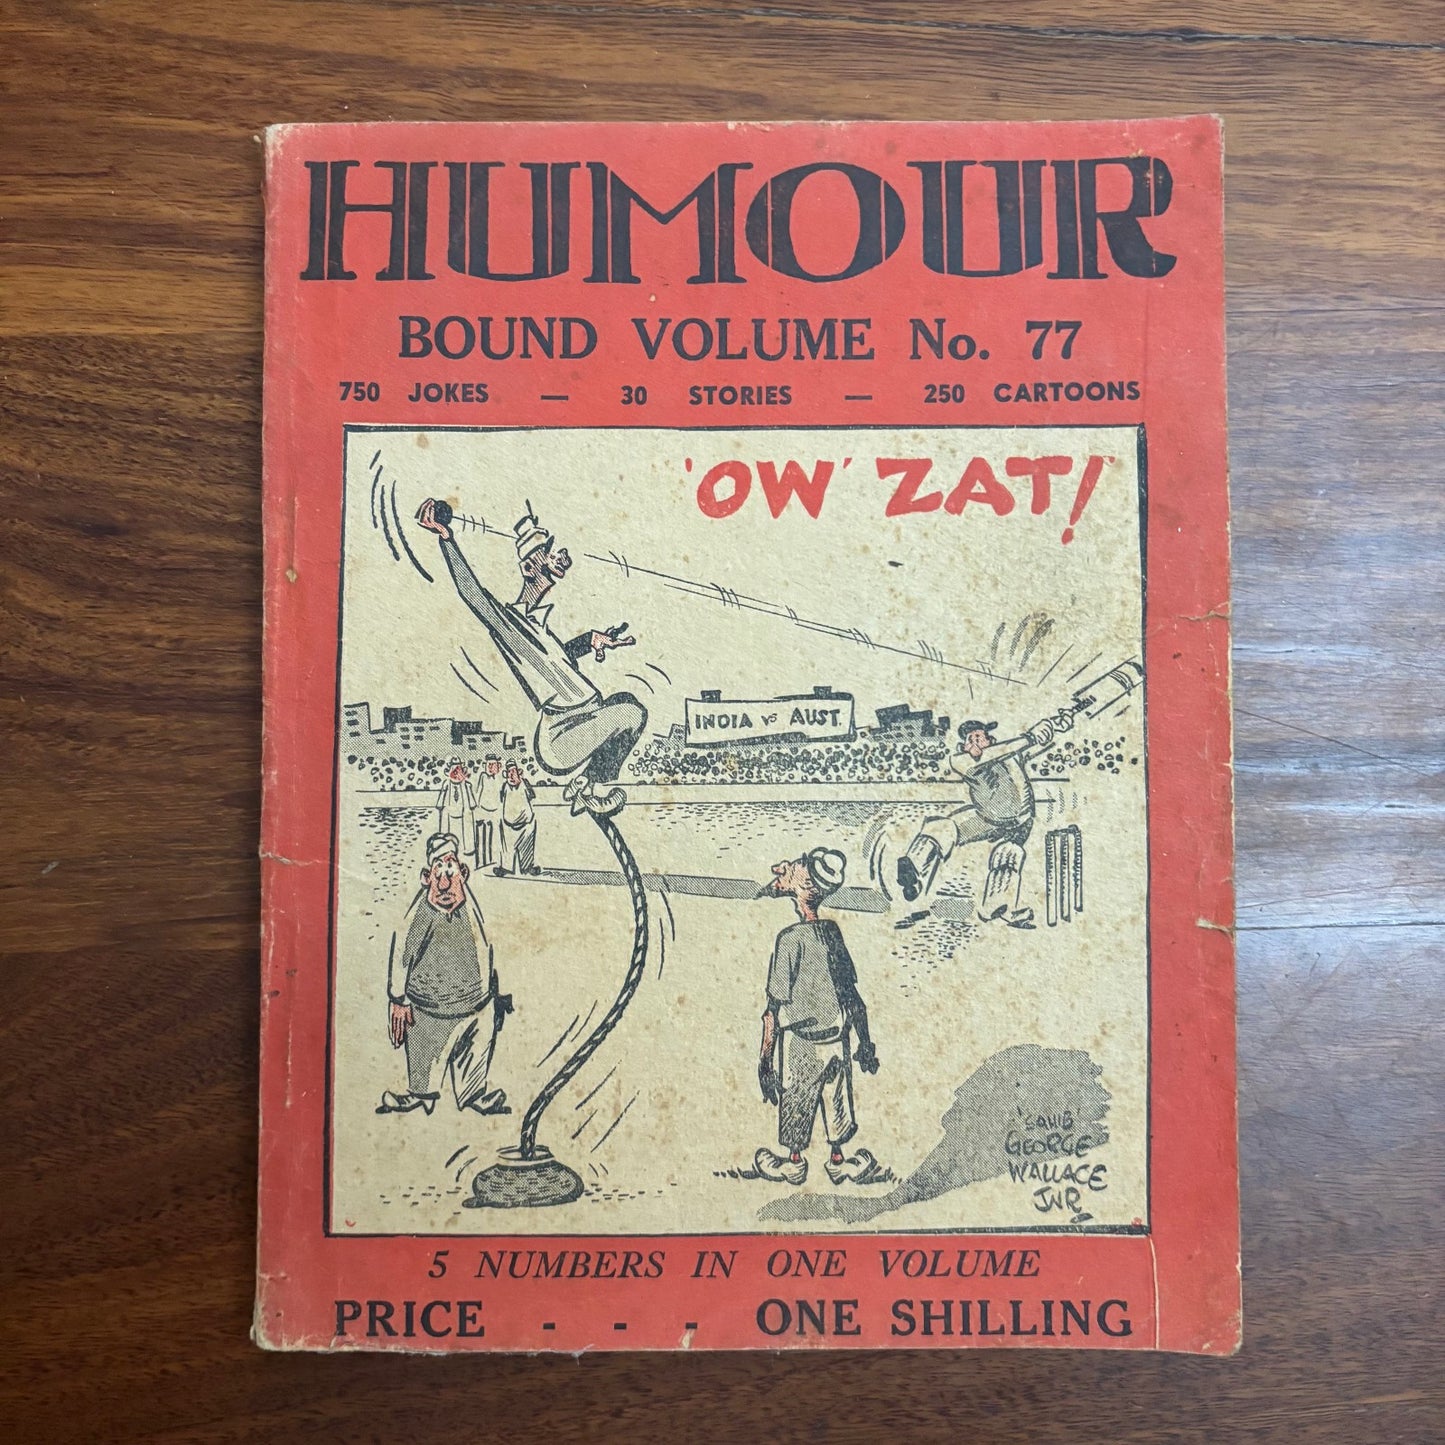 HUMOUR
BOUND VOLUME No. 77
750 JOKES — 30 STORIES — 250 CARTOONS
'OW' ZAT!
INDIA vs AUST.
'SAHIB'
GEORGE
WALLACE
JNR
5 NUMBERS IN ONE VOLUME
PRICE - - - ONE SHILLING